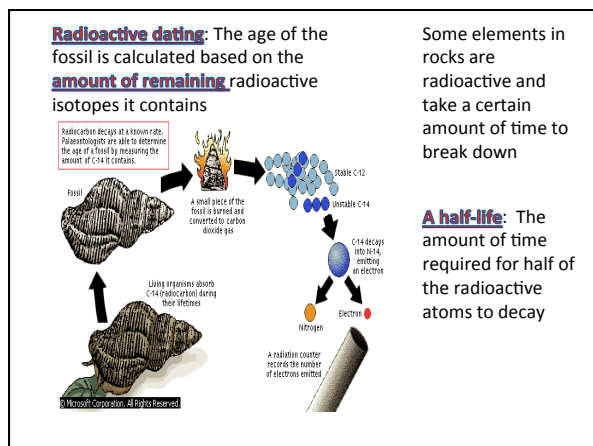 Radioactive dating: The age of the
fossil is calculated based on the
amount of remaining radioactive
isotopes it contains
Radiocarbon decays at a known rate.
Palaeontologists are able to determine
the age of a fossil by measuring the
amount of C-14 it contains.
Fossil
A small piece of the
fossil is burned and
converted to carbon
dioxide gas
Stable C-12
Unstable C-14
C-14 decays
into N-14,
emitting
an electron
Living organisms absorb
C-14 (radiocarbon) during
their lifetimes
Nitrogen
Electron
A radiation counter
records the number
of electrons emitted
© Microsoft Corporation. All Rights Reserved.
Some elements in
rocks are
radioactive and
take a certain
amount of time to
break down
A half-life: The
amount of time
required for half of
the radioactive
atoms to decay